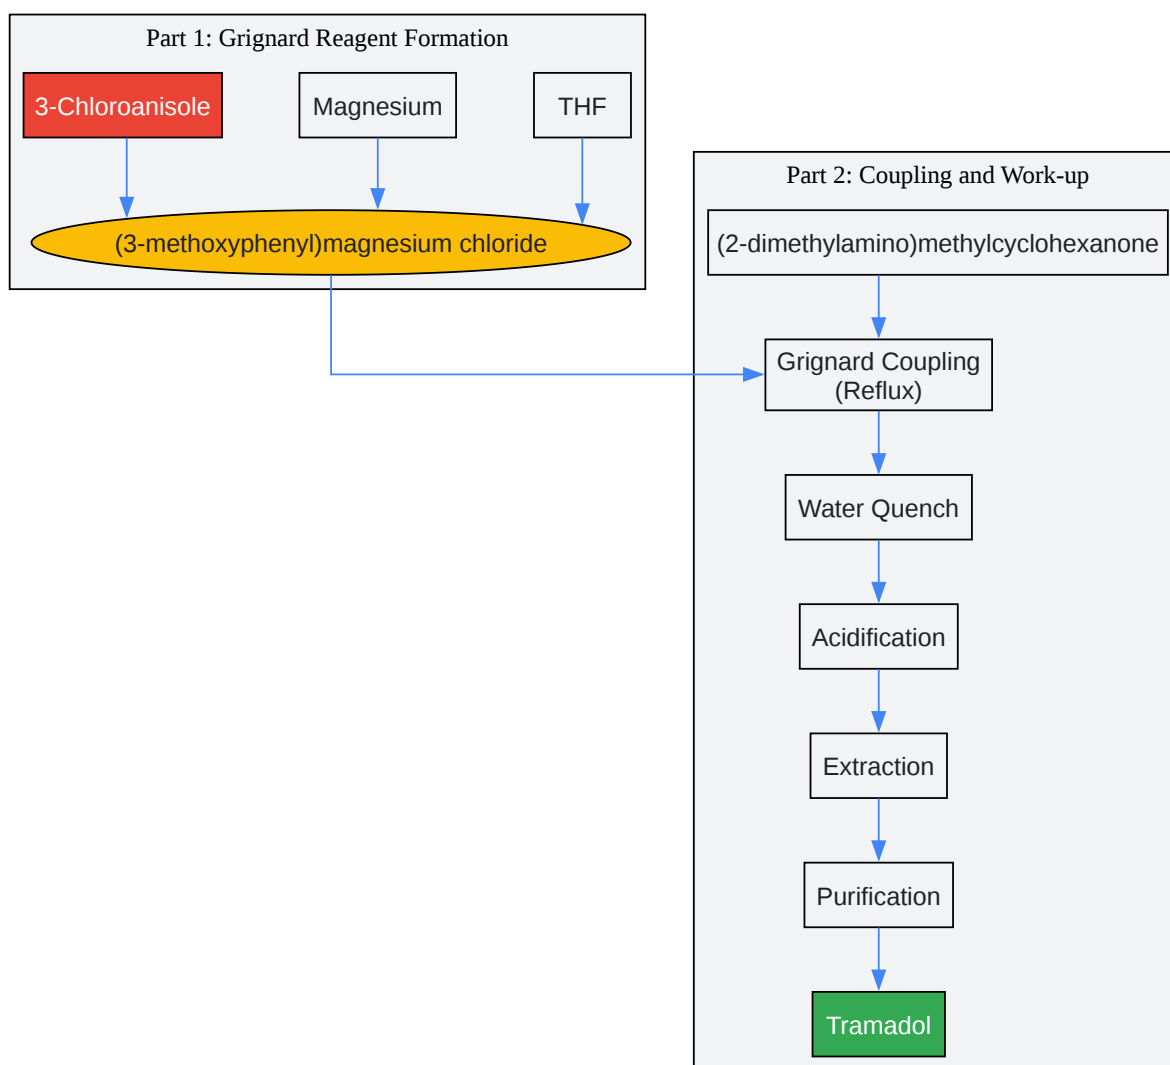 Part 1: Grignard Reagent Formation
3-Chloroanisole
Magnesium
THF
(3-methoxyphenyl)magnesium chloride
Part 2: Coupling and Work-up
(2-dimethylamino)methylcyclohexanone
Grignard Coupling
(Reflux)
Water Quench
Acidification
Extraction
Purification
Tramadol